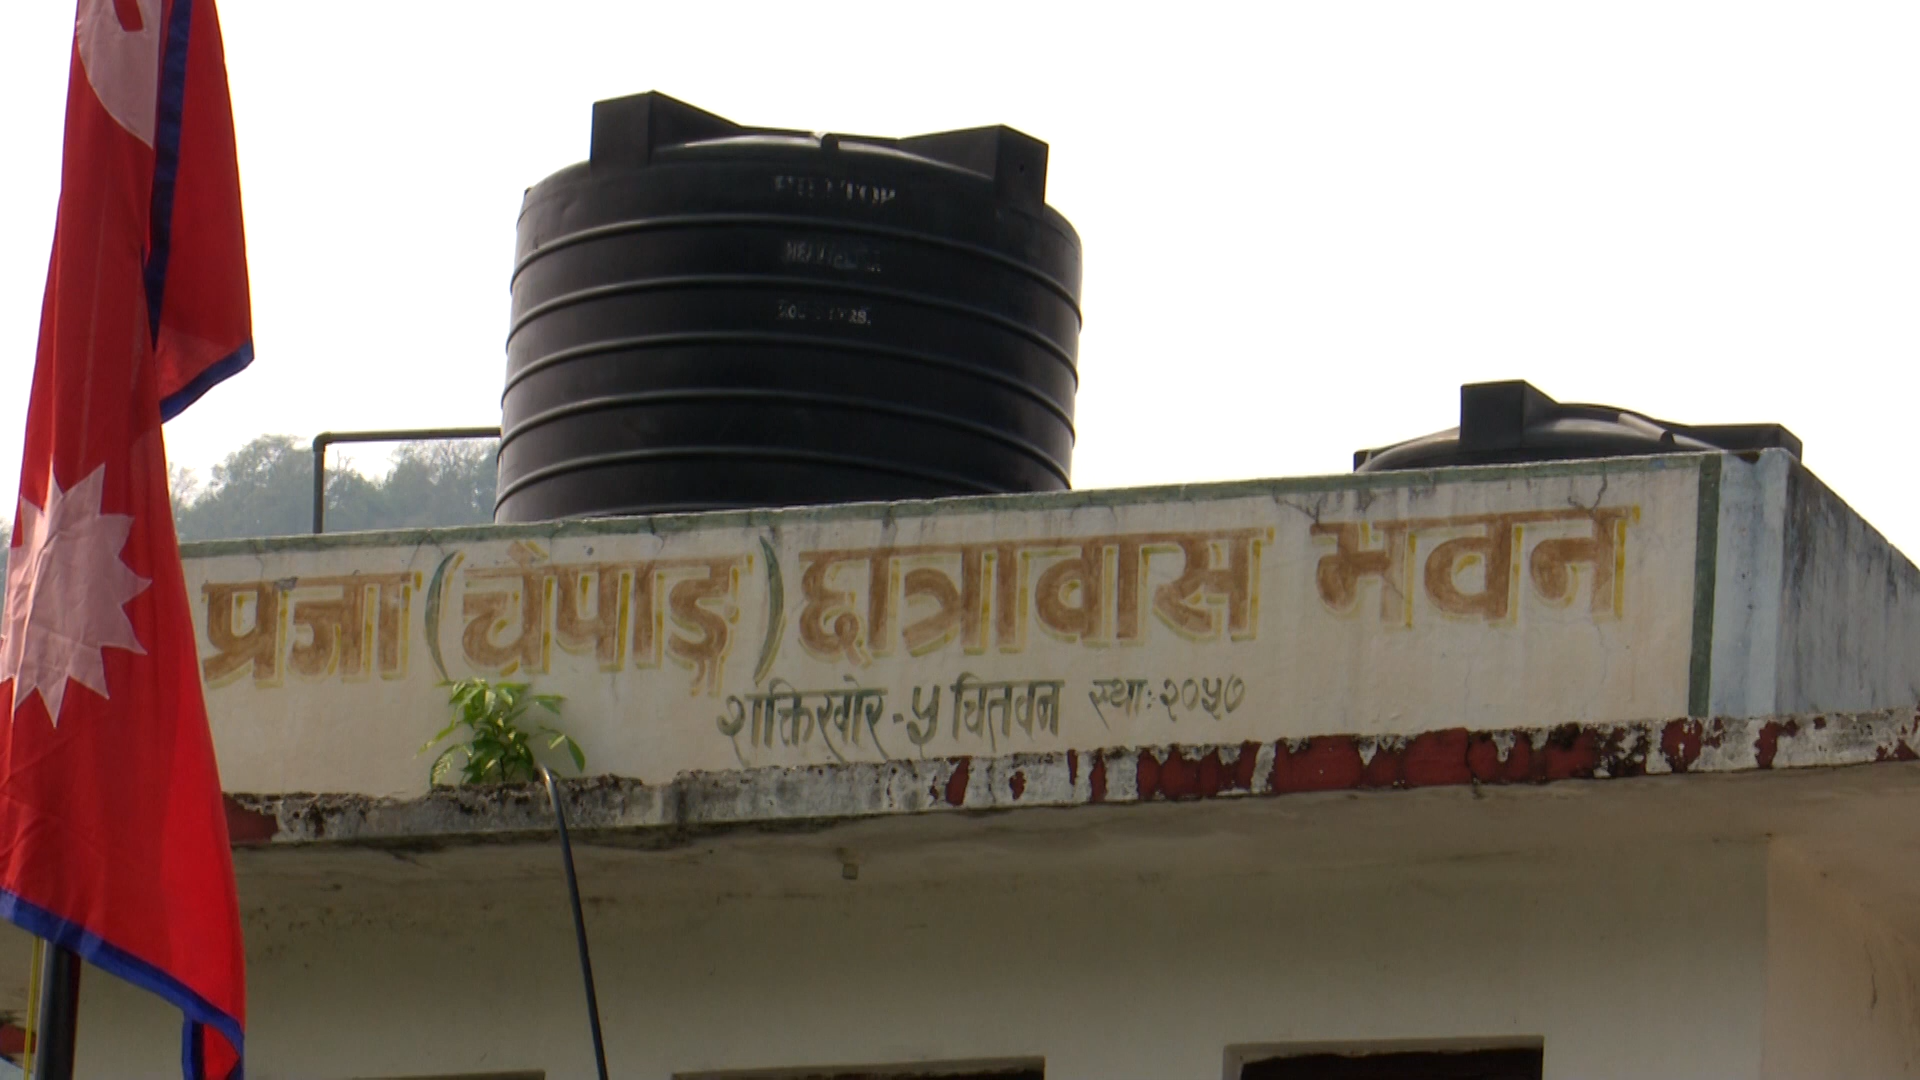 प्रजा (चेपाङ्ग) छात्रावास भवन
शक्तिखोर - ५ चितवन स्था: २०५७